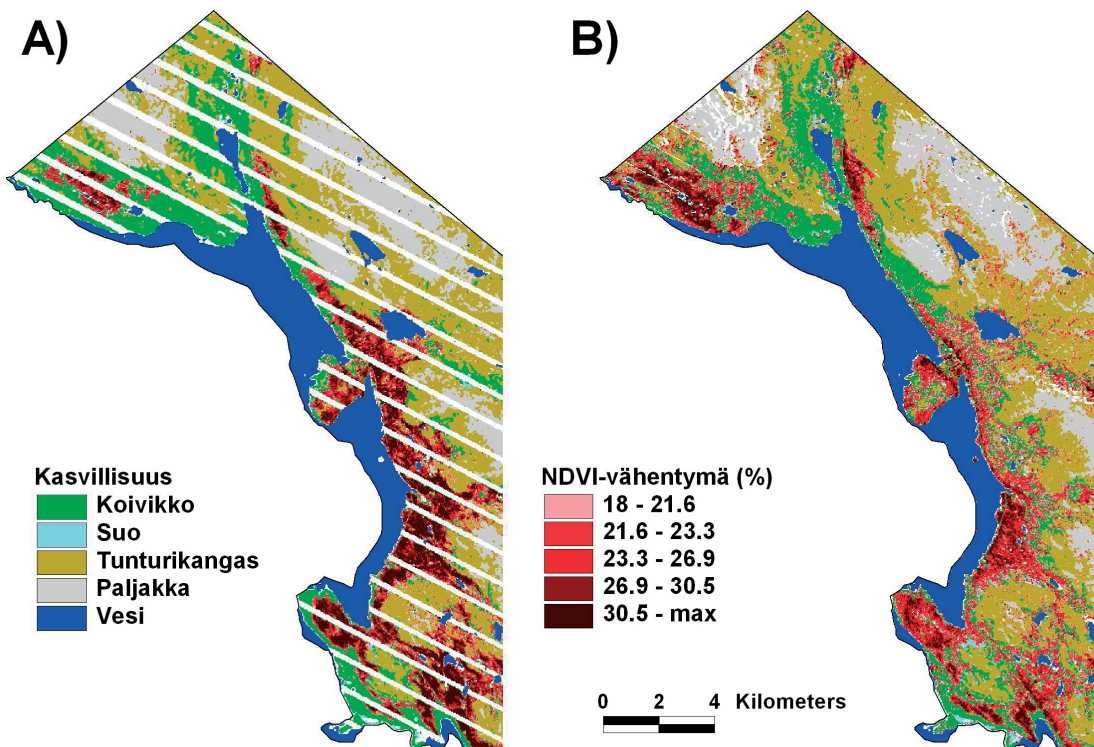 A)
B)
Kasvillisuus
Koivikko
Suo
Tunturikangas
Paljakka
Vesi
NDVI-vähentymä (%)
18 - 21.6
21.6 - 23.3
23.3 - 26.9
26.9 - 30.5
30.5 - max
0 2 4 Kilometers